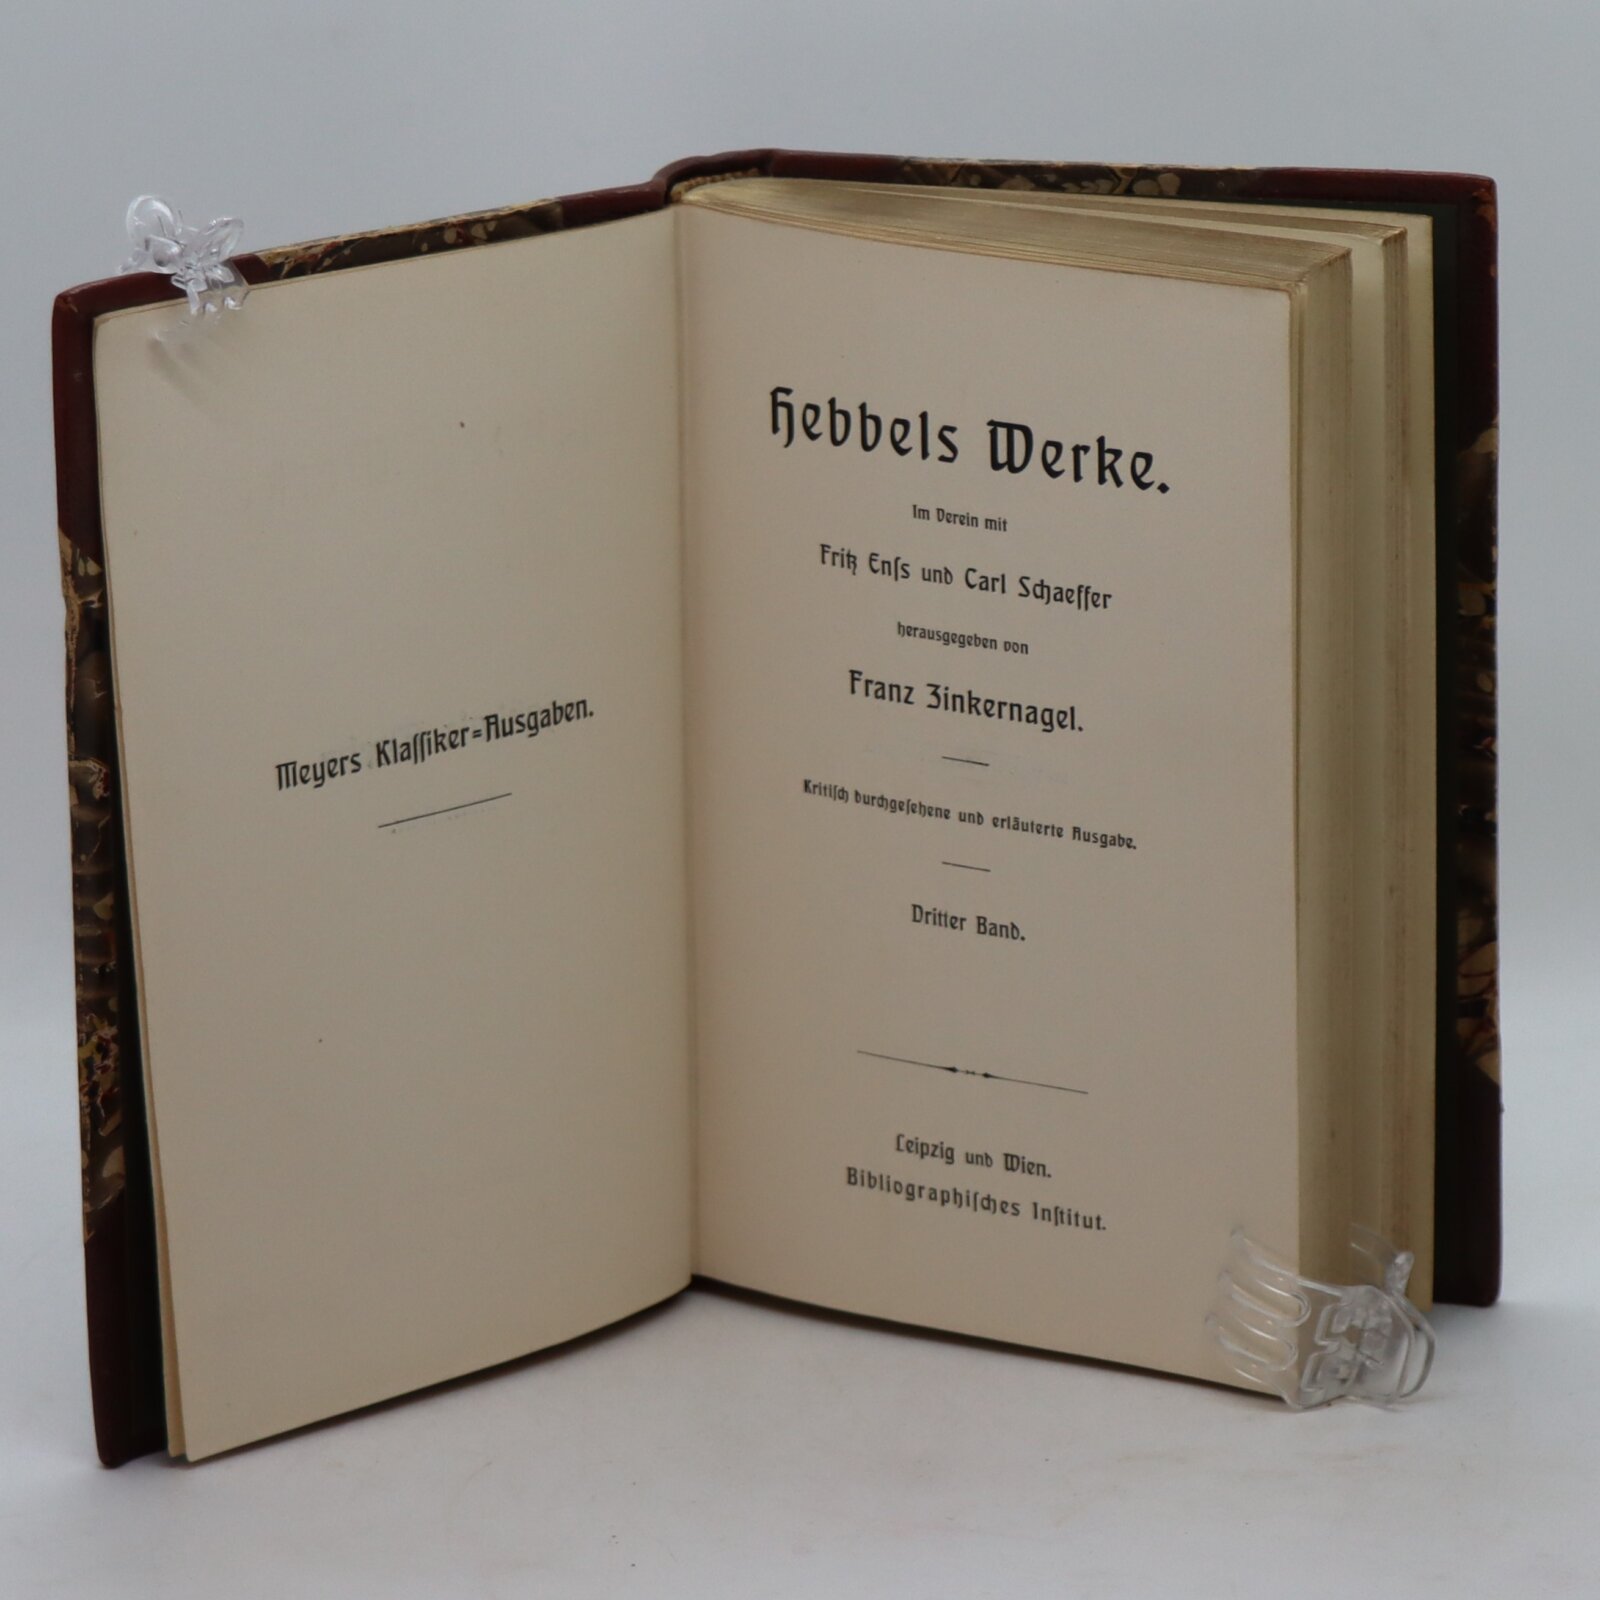 Meyers Klaſſiker=Ausgaben.
Hebbels Werke.
Im Verein mit
Fritz Enſs und Carl Schaeffer
herausgegeben von
Franz Zinkernagel.
Kritiſch durchgeſehene und erläuterte Ausgabe.
Dritter Band.
Leipzig und Wien.
Bibliographiſches Inſtitut.